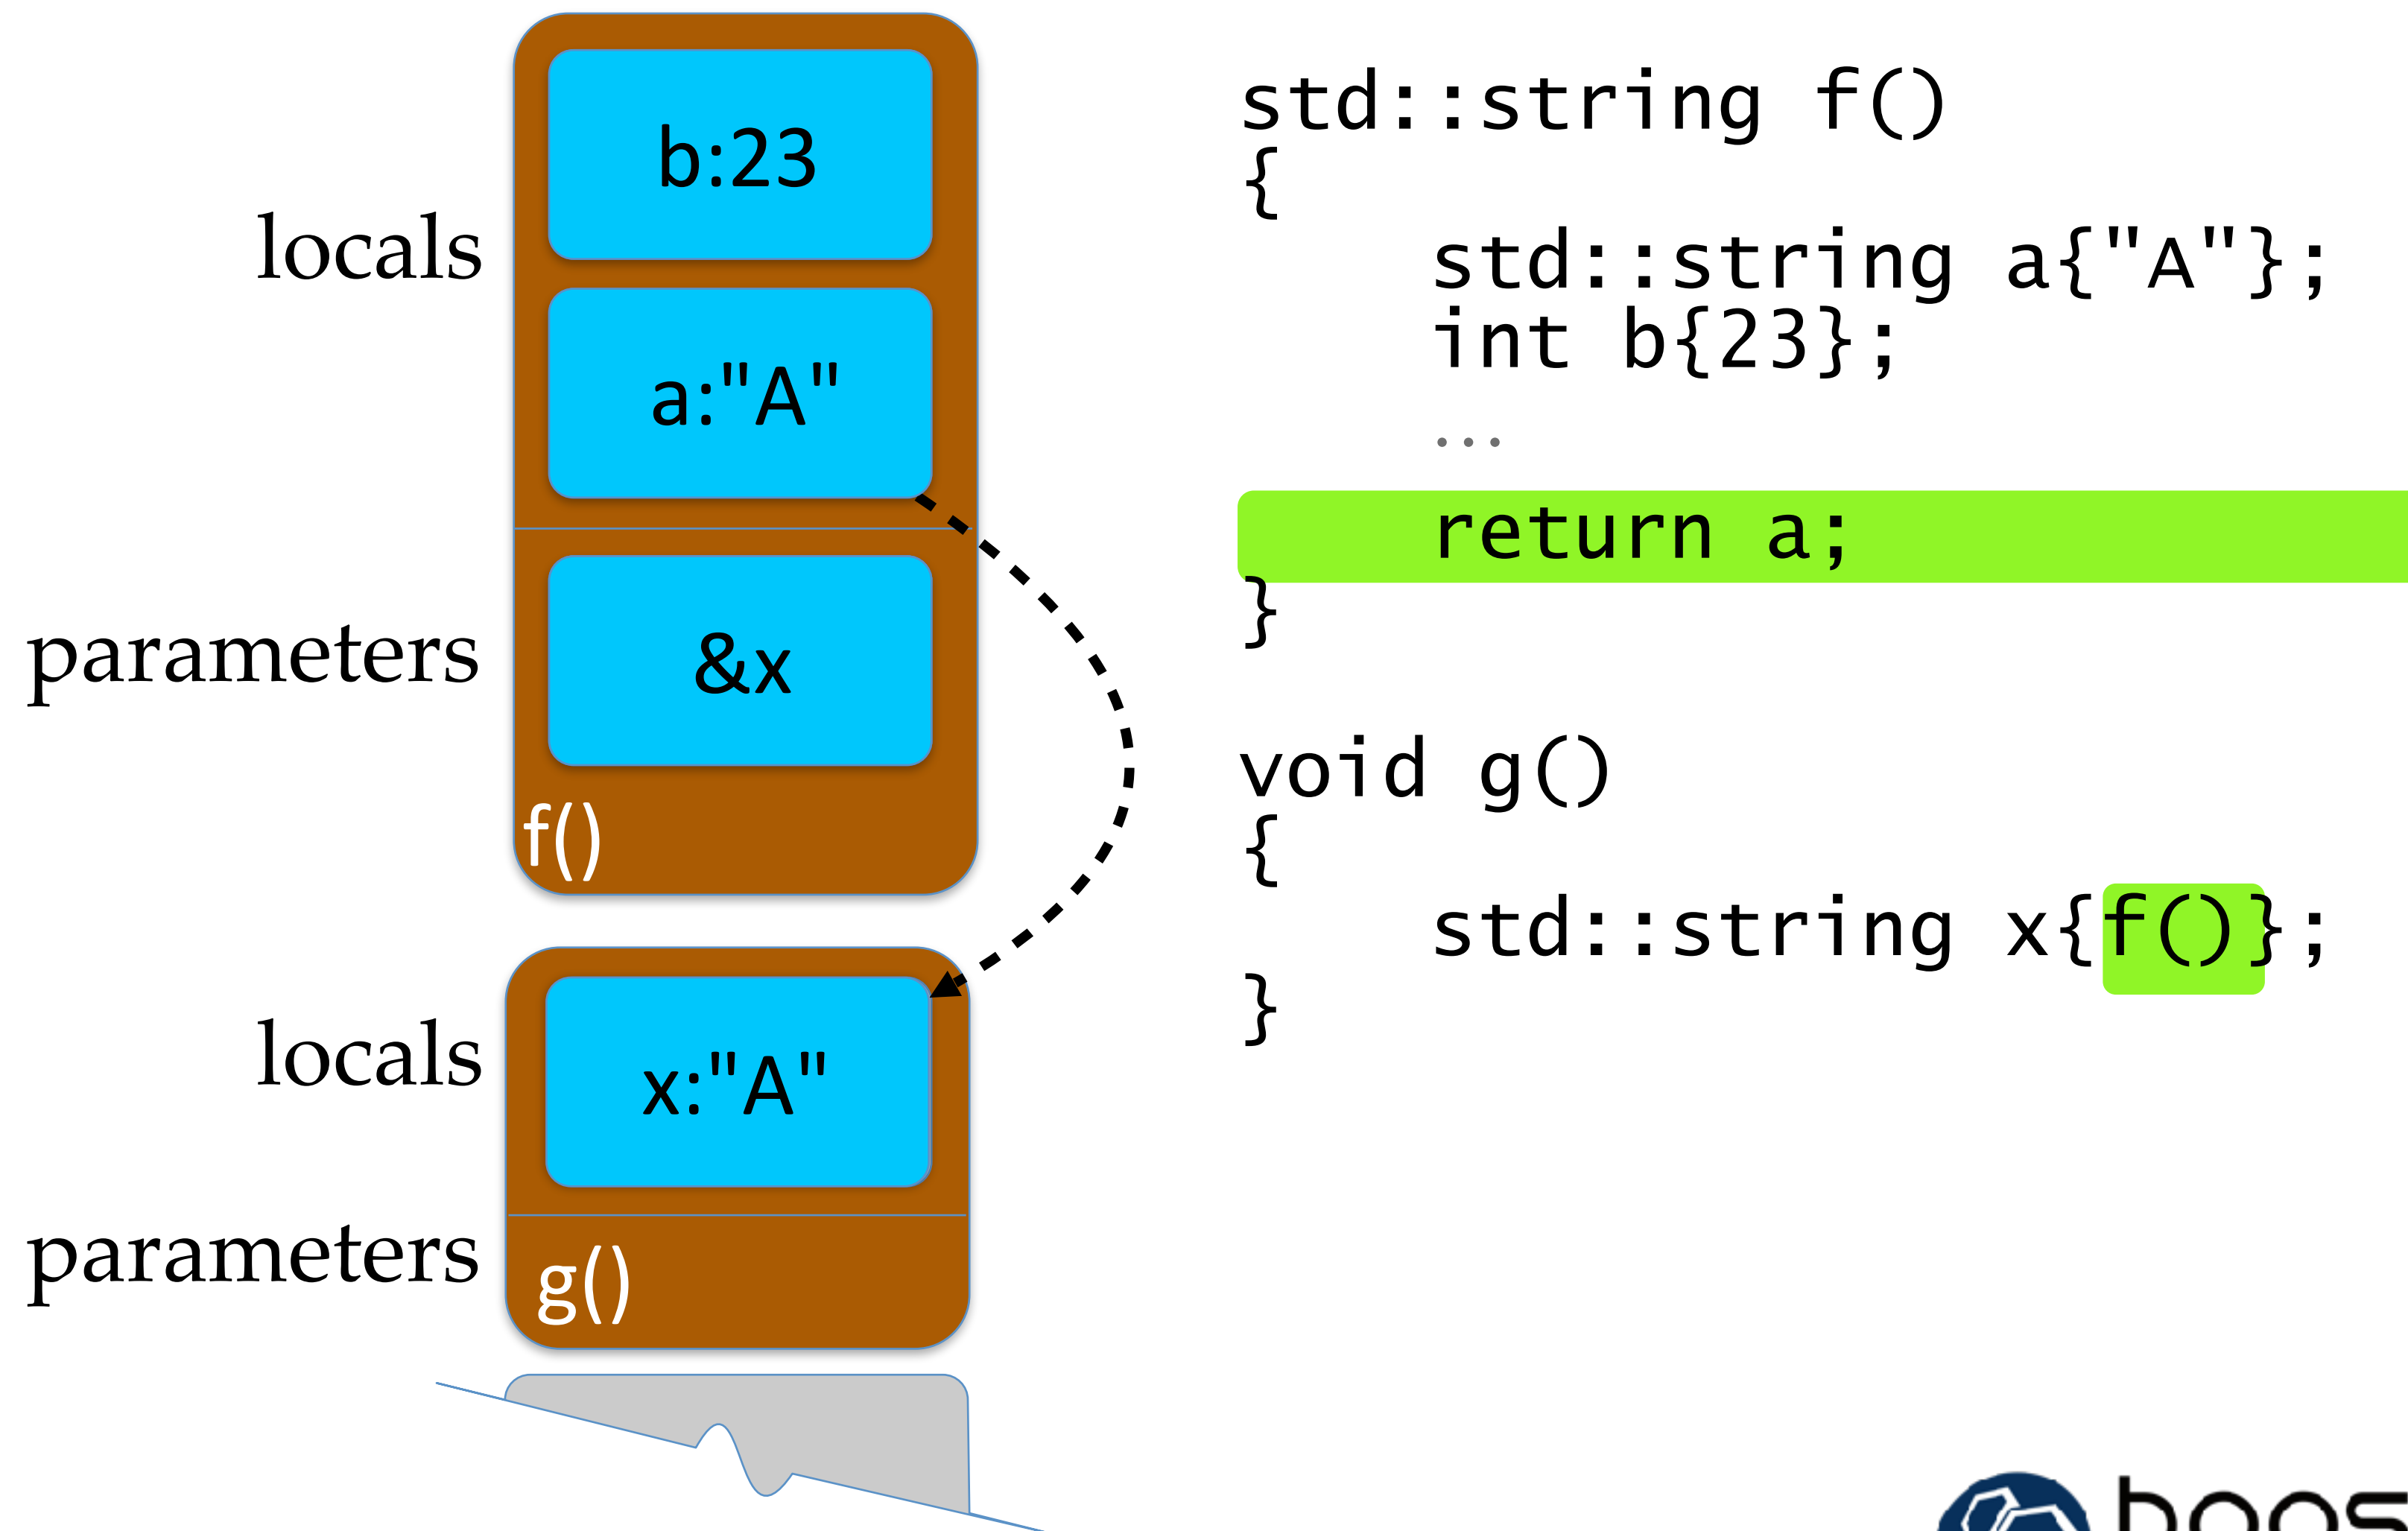 locals
b:23
a:"A"
parameters
&x
f()
locals
x:"A"
parameters
g()
std::string f()
{
std::string a{"A"};
int b{23};
...
return a;
}
void g()
{
std::string x{f()};
}